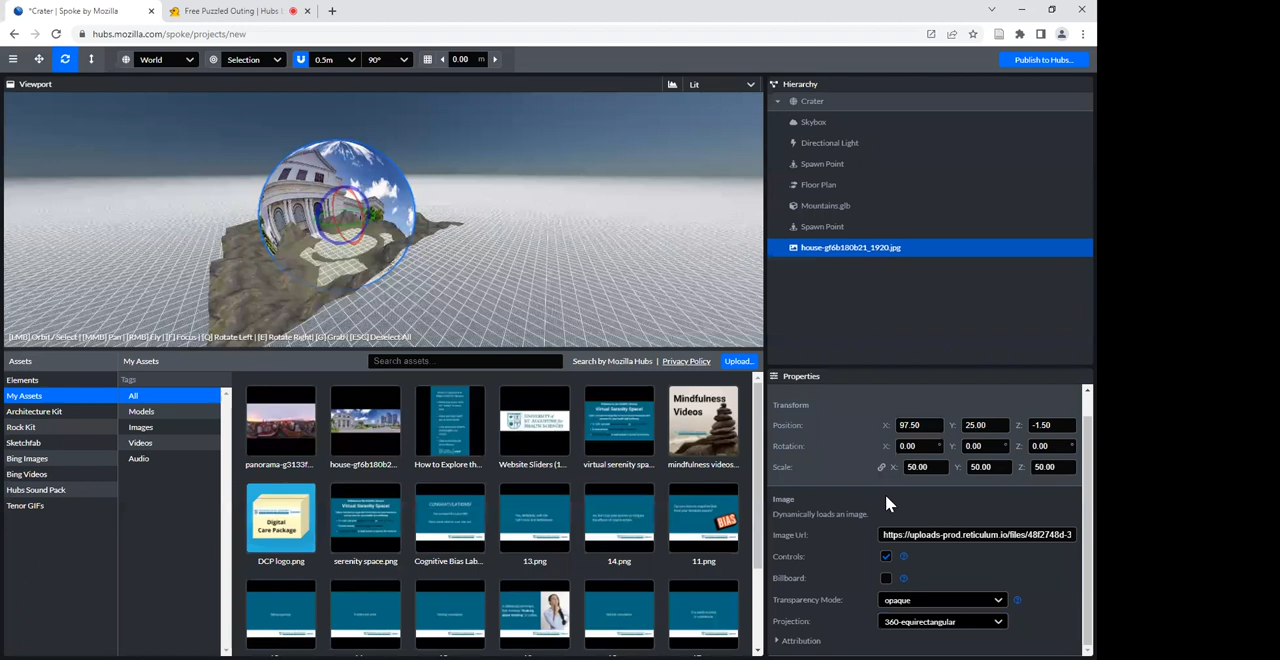 *Crater | Spoke by Mozilla
Free Puzzled Outing | Hubs
hubs.mozilla.com/spoke/projects/new
World
Selection
0.5m
90°
0.00 m
Publish to Hubs...
Viewport
Lit
Hierarchy
Crater
Skybox
Directional Light
Spawn Point
Floor Plan
Mountains.glb
Spawn Point
house-gf6b180b21_1920.jpg
[LMB] Orbit / Select | [MMB] Pan | [RMB] Fly | [F] Focus | [Q] Rotate Left | [E] Rotate Right | [G] Grab | [ESC] Deselect All
Assets
My Assets
Search assets...
Search by Mozilla Hubs | Privacy Policy
Upload...
Elements
My Assets
Architecture Kit
Rock Kit
Sketchfab
Bing Images
Bing Videos
Hubs Sound Pack
Tenor GIFs
Tags
All
Models
Images
Videos
Audio
Mindfulness Videos
panorama-g3133f...
house-gf6b180b2...
How to Explore th...
Website Sliders (1...
virtual serenity spa...
mindfulness videos...
Virtual Serenity Space!
Digital Care Package
Virtual Serenity Space!
CONGRATULATIONS!
BIAS
DCP logo.png
serenity space.png
Cognitive Bias Lab...
13.png
14.png
11.png
Properties
Transform
Position: X: 97.50 Y: 25.00 Z: -1.50
Rotation: X: 0.00 ° Y: 0.00 ° Z: 0.00 °
Scale: X: 50.00 Y: 50.00 Z: 50.00
Image
Dynamically loads an image.
Image Url: https://uploads-prod.reticulum.io/files/48f2748d-3
Controls:
Billboard:
Transparency Mode: opaque
Projection: 360-equirectangular
Attribution